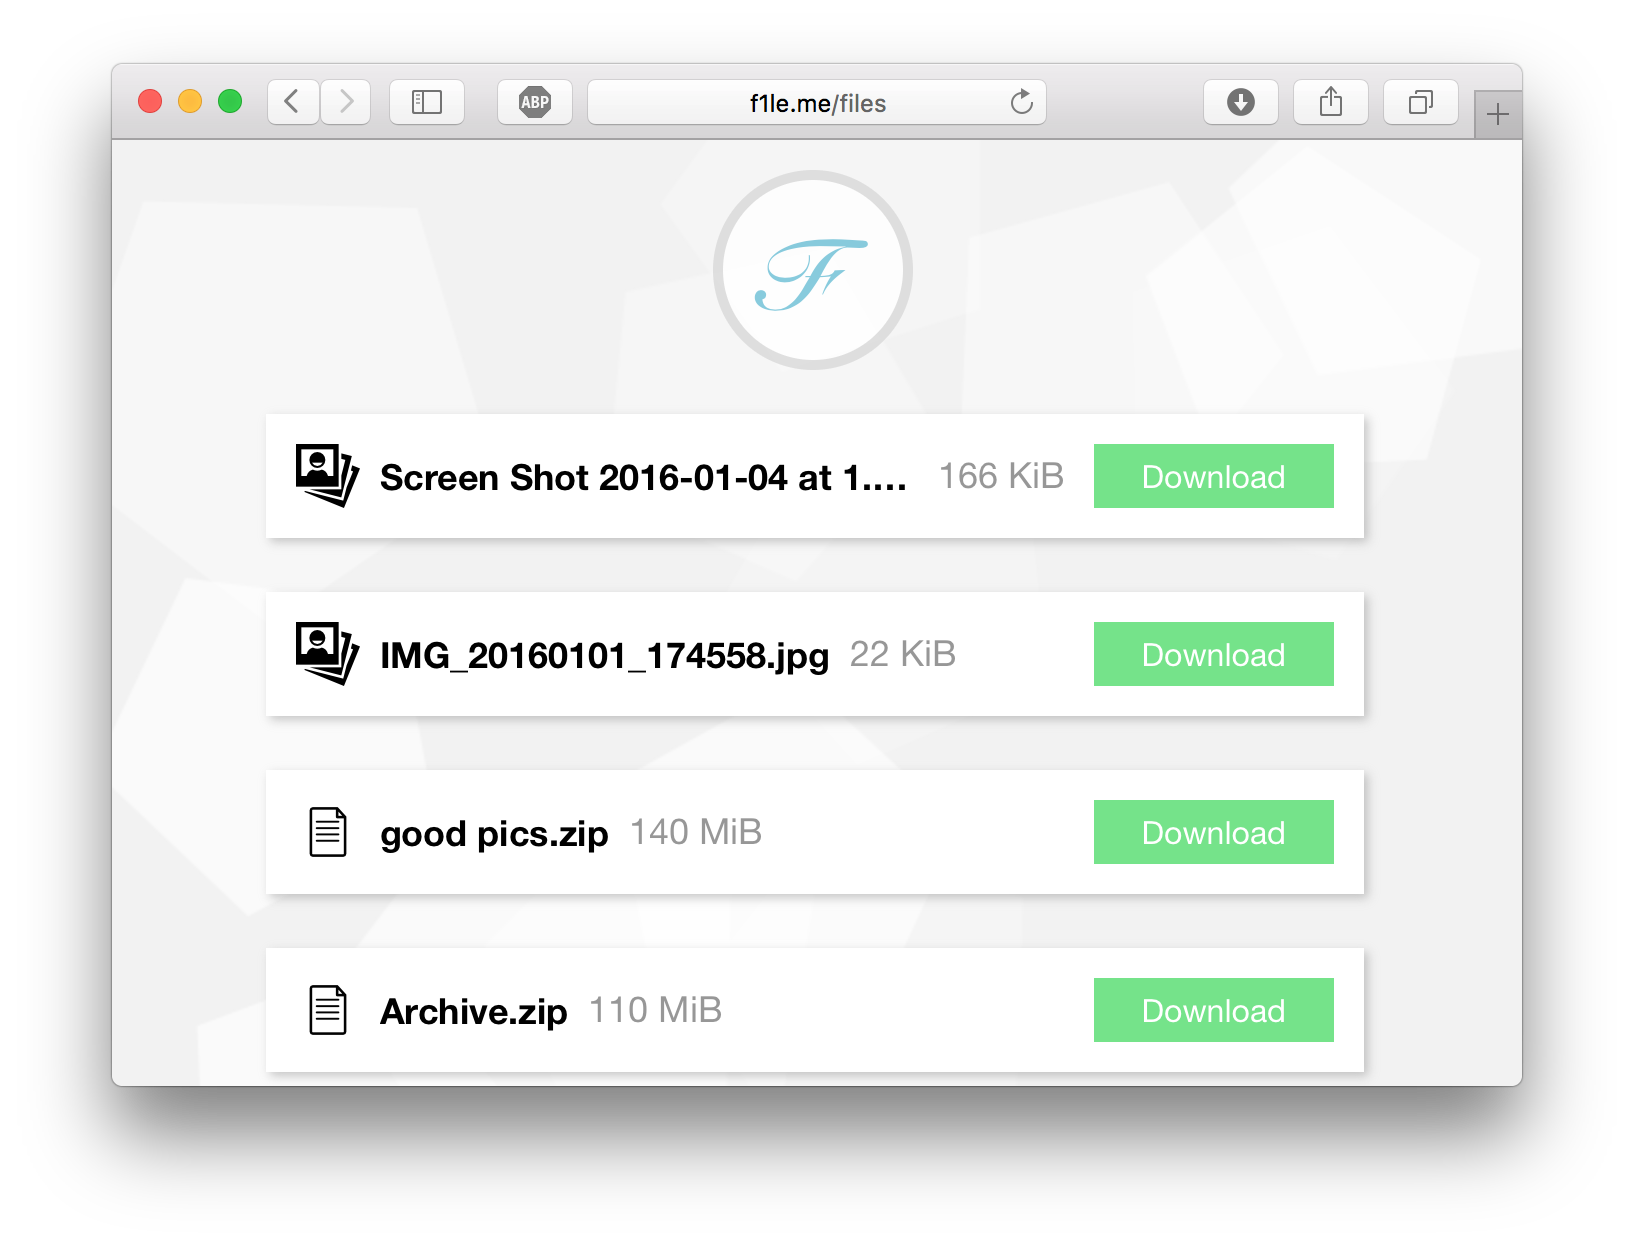 ABP
f1le.me/files
F
Screen Shot 2016-01-04 at 1.... 166 KiB Download
IMG_20160101_174558.jpg 22 KiB Download
good pics.zip 140 MiB Download
Archive.zip 110 MiB Download